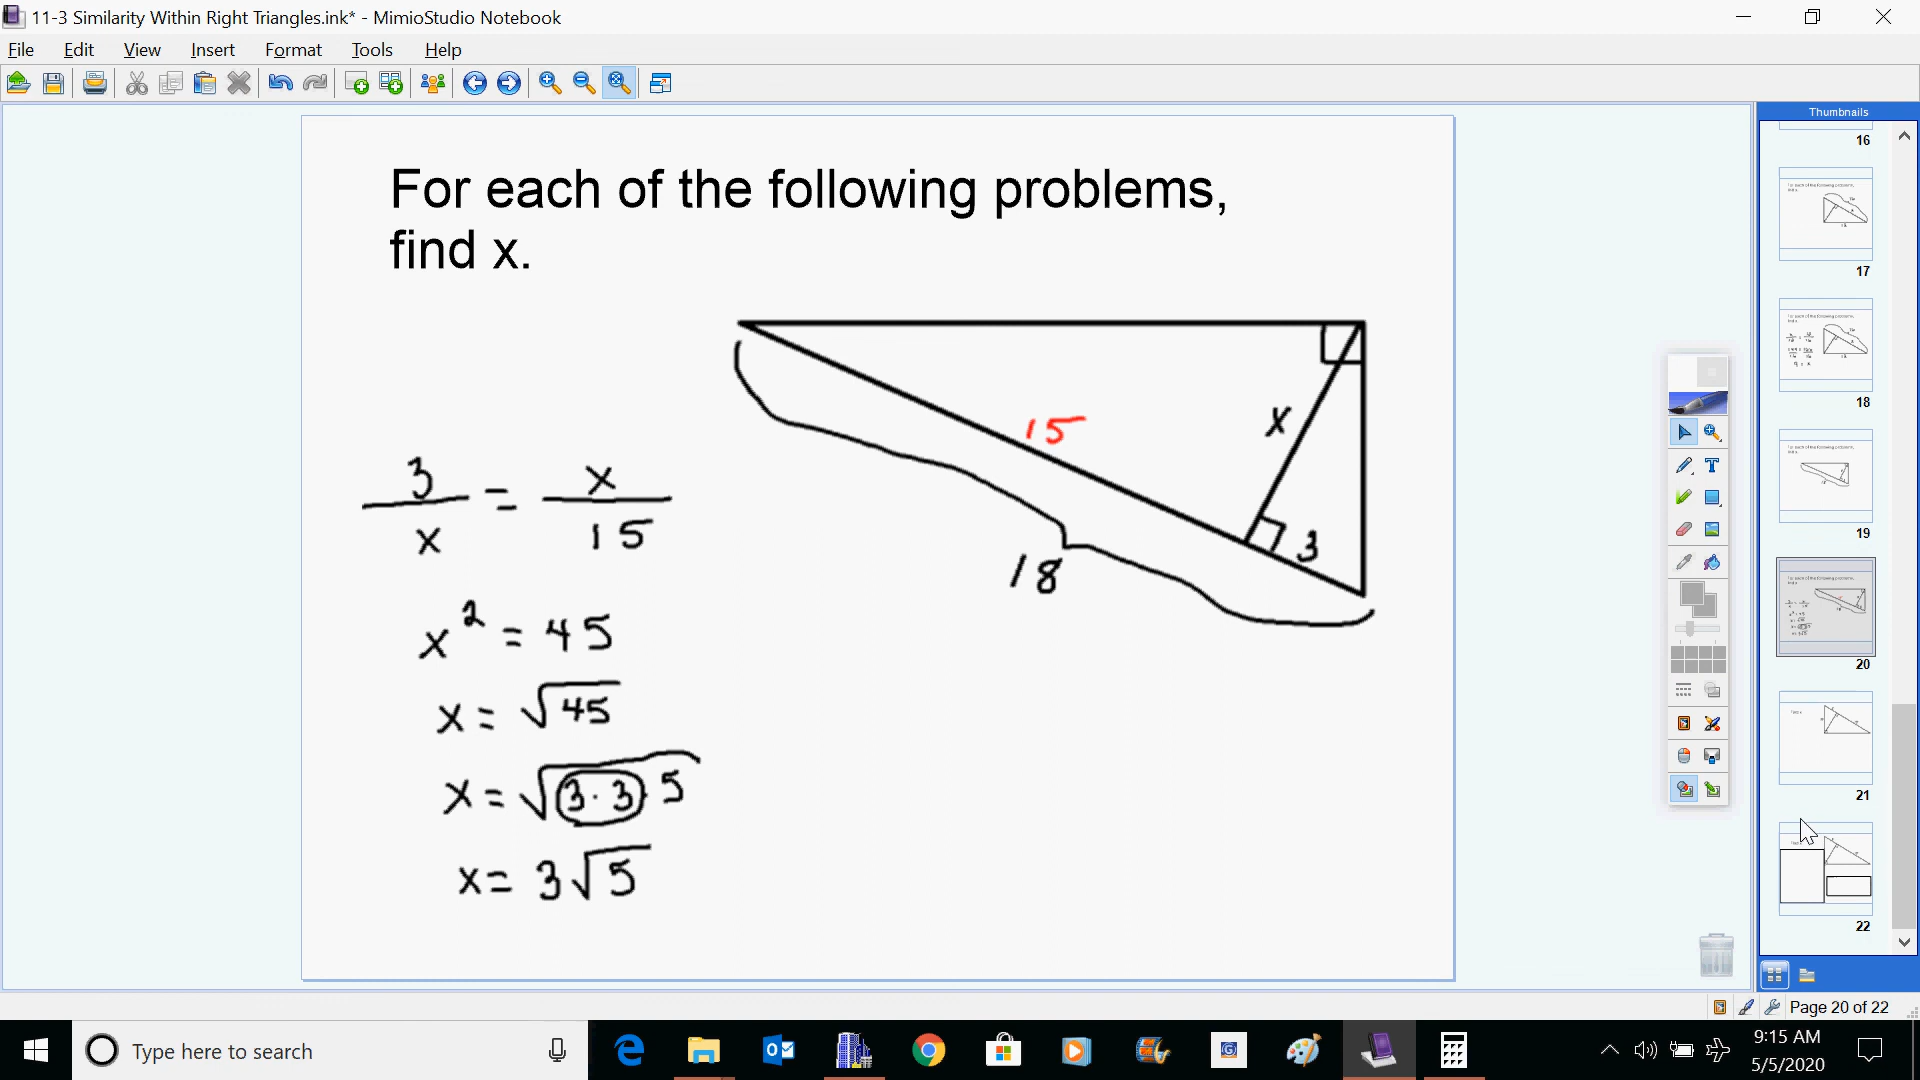 11-3 Similarity Within Right Triangles.ink* - MimioStudio Notebook
File Edit View Insert Format Tools Help
Thumbnails
16
17
18
19
20
21
22
For each of the following problems,
find x.
15
x
3
18
3 = x
x 15
x² = 45
x = √45
x = √3·3·5
x = 3√5
Page 20 of 22
Type here to search
9:15 AM
5/5/2020